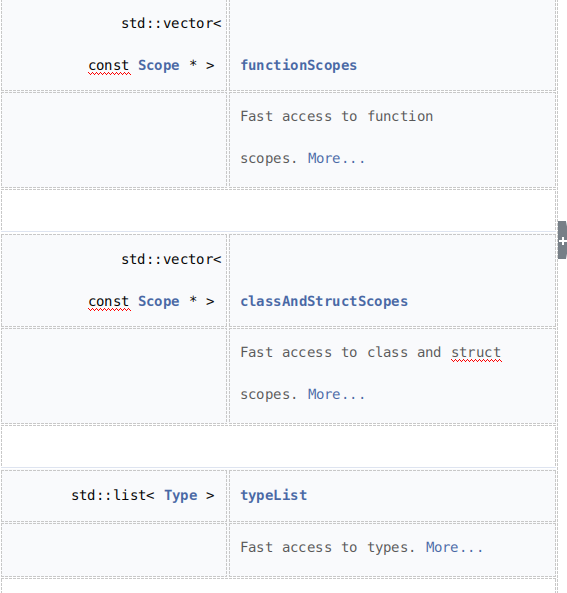 std::vector<
const Scope * > functionScopes
Fast access to function
scopes. More...
std::vector<
const Scope * > classAndStructScopes
Fast access to class and struct
scopes. More...
std::list< Type > typeList
Fast access to types. More...
+